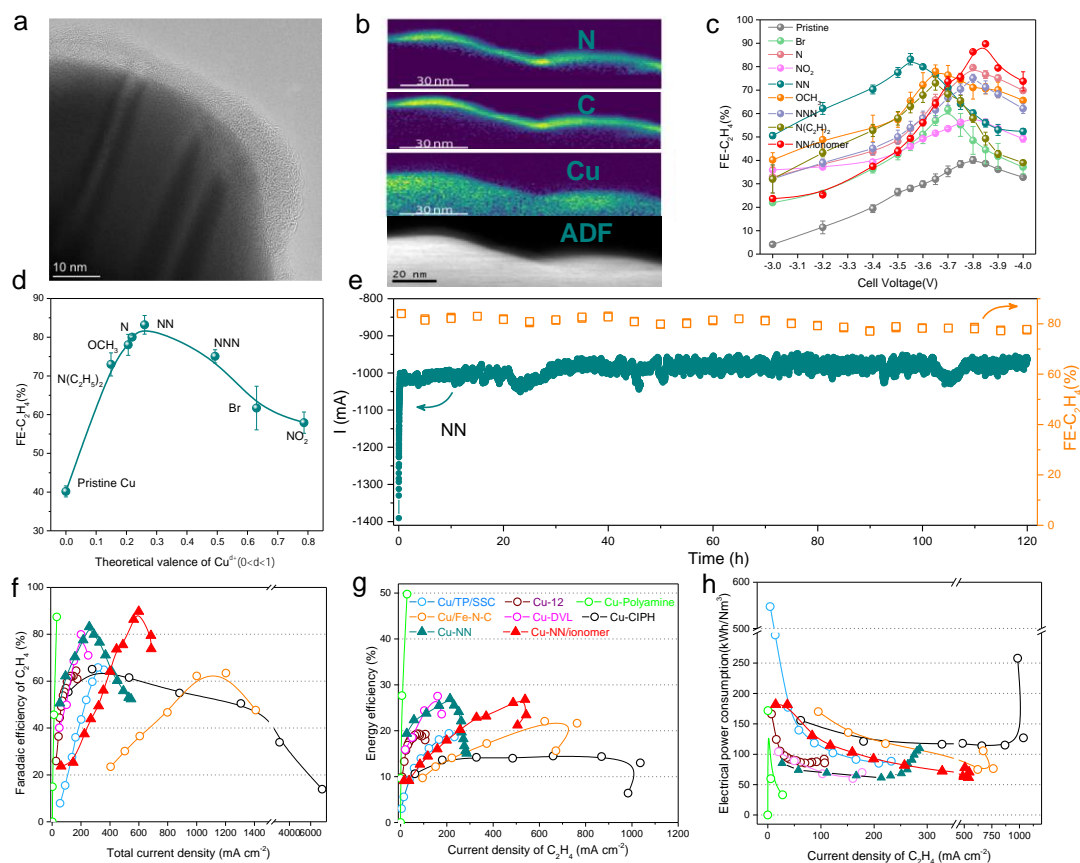 a
10 nm
b
N
30 nm
C
30 nm
Cu
30 nm
ADF
20 nm
c
FE-C₂H₄(%)
100
90
80
70
60
50
40
30
20
10
0
Pristine
Br
N
NO₂
NN
OCH₃
NNN
N(C₂H₅)₂
NN/ionomer
-3.0 -3.1 -3.2 -3.3 -3.4 -3.5 -3.6 -3.7 -3.8 -3.9 -4.0
Cell Voltage(V)
d
FE-C₂H₄(%)
90
80
70
60
50
40
30
N
NN
OCH₃
NNN
N(C₂H₅)₂
Br
NO₂
Pristine Cu
0.0 0.1 0.2 0.3 0.4 0.5 0.6 0.7 0.8
Theoretical valence of Cuᵈ⁺(0<d<1)
e
I (mA)
-800
-900
-1000
-1100
-1200
-1300
-1400
NN
80
60
40
20
0
FE-C₂H₄(%)
0 20 40 60 80 100 120
Time (h)
f
Faradaic efficiency of C₂H₄ (%)
100
80
60
40
20
0
0 200 400 600 800 1000 1200 1400 4000 6000
Total current density (mA cm⁻²)
g
Energy efficiency (%)
50
40
30
20
10
0
Cu/TP/SSC Cu-12 Cu-Polyamine
Cu/Fe-N-C Cu-DVL Cu-CIPH
Cu-NN Cu-NN/ionomer
0 200 400 600 800 1000 1200
Current density of C₂H₄ (mA cm⁻²)
h
Electrical power consumption(kWh/Nm³)
600
500
250
200
150
100
50
0
0 100 200 300 500 1000
Current density of C₂H₄ (mA cm⁻²)